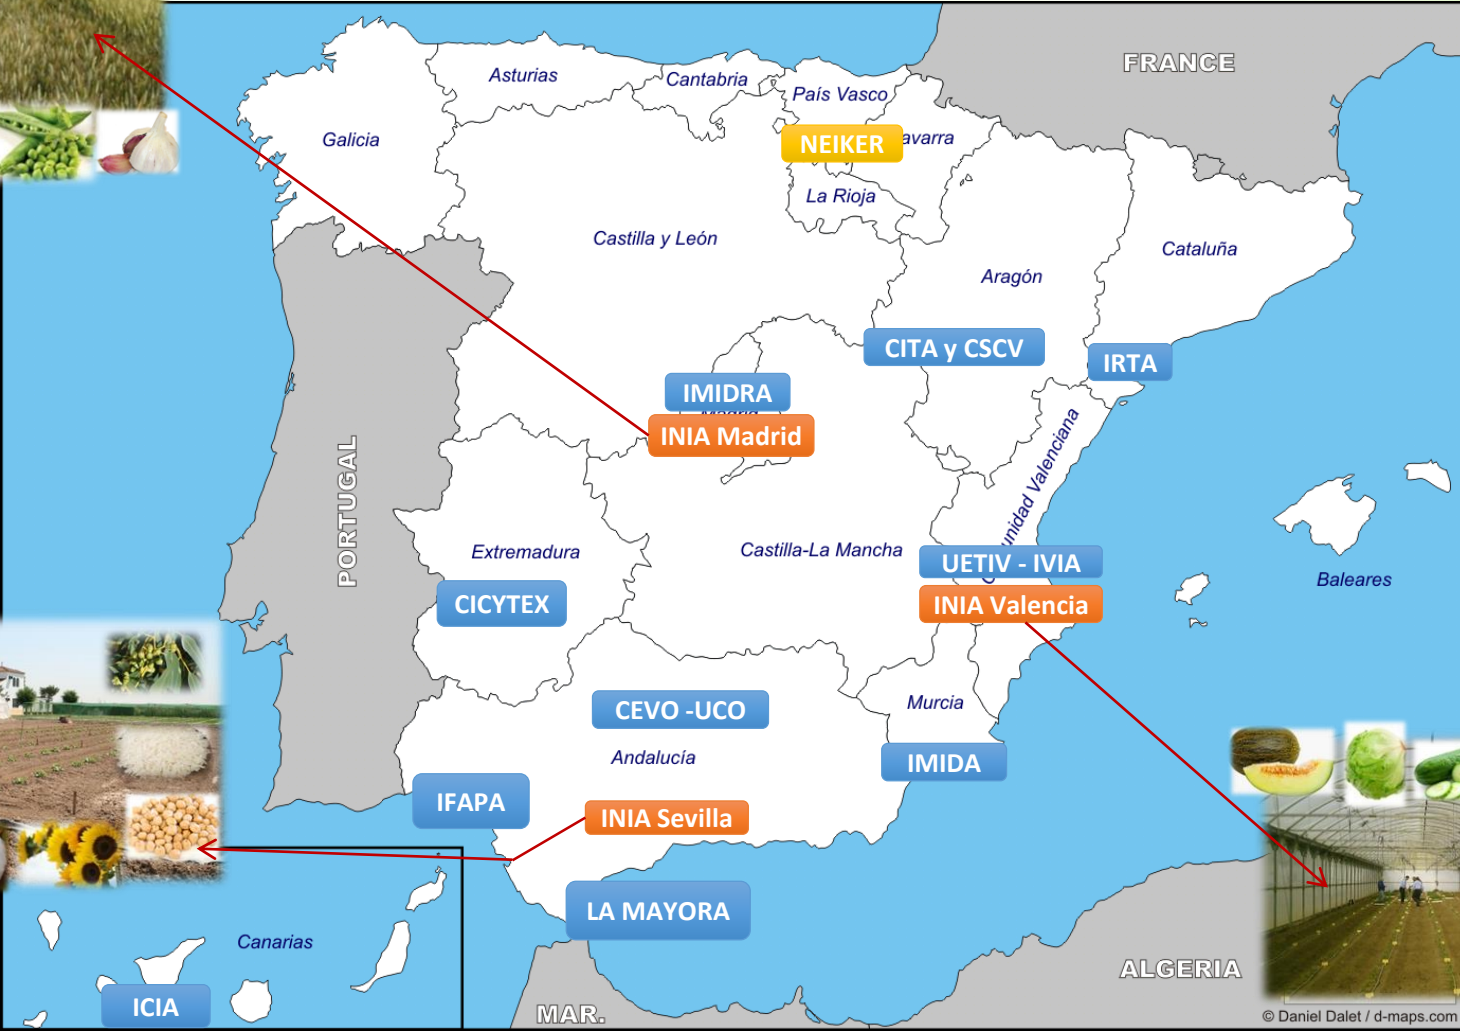 FRANCE
Asturias
Cantabria
País Vasco
Galicia
NEIKER
avarra
La Rioja
Castilla y León
Cataluña
Aragón
CITA y CSCV
IRTA
IMIDRA
Madrid
INIA Madrid
PORTUGAL
unidad Valenciana
Extremadura
Castilla-La Mancha
UETIV - IVIA
Baleares
CICYTEX
INIA Valencia
Murcia
CEVO -UCO
Andalucía
IMIDA
IFAPA
INIA Sevilla
LA MAYORA
Canarias
ALGERIA
ICIA
MAR.
© Daniel Dalet / d-maps.com